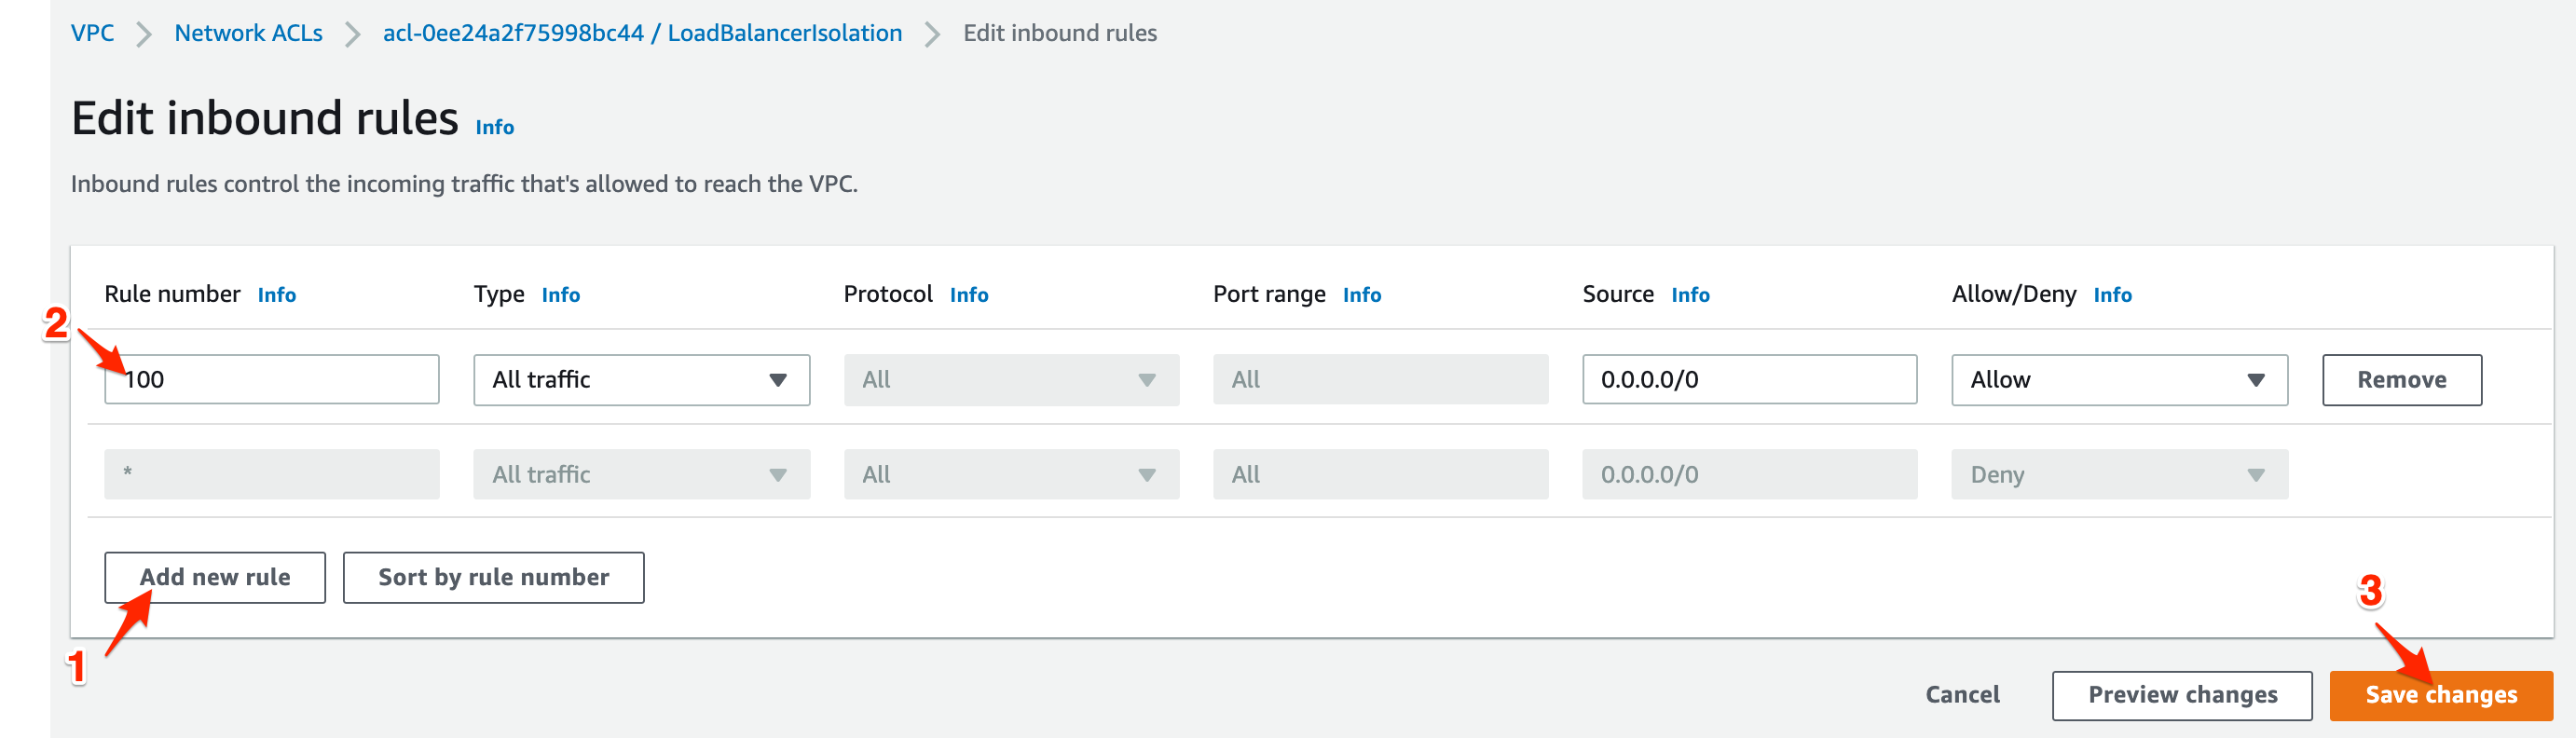 VPC > Network ACLs > acl-0ee24a2f75998bc44 / LoadBalancerIsolation > Edit inbound rules
Edit inbound rules Info
Inbound rules control the incoming traffic that's allowed to reach the VPC.
Rule number Info Type Info Protocol Info Port range Info Source Info Allow/Deny Info
2
100 All traffic All All 0.0.0.0/0 Allow Remove
* All traffic All All 0.0.0.0/0 Deny
Add new rule Sort by rule number
3
1
Cancel Preview changes Save changes